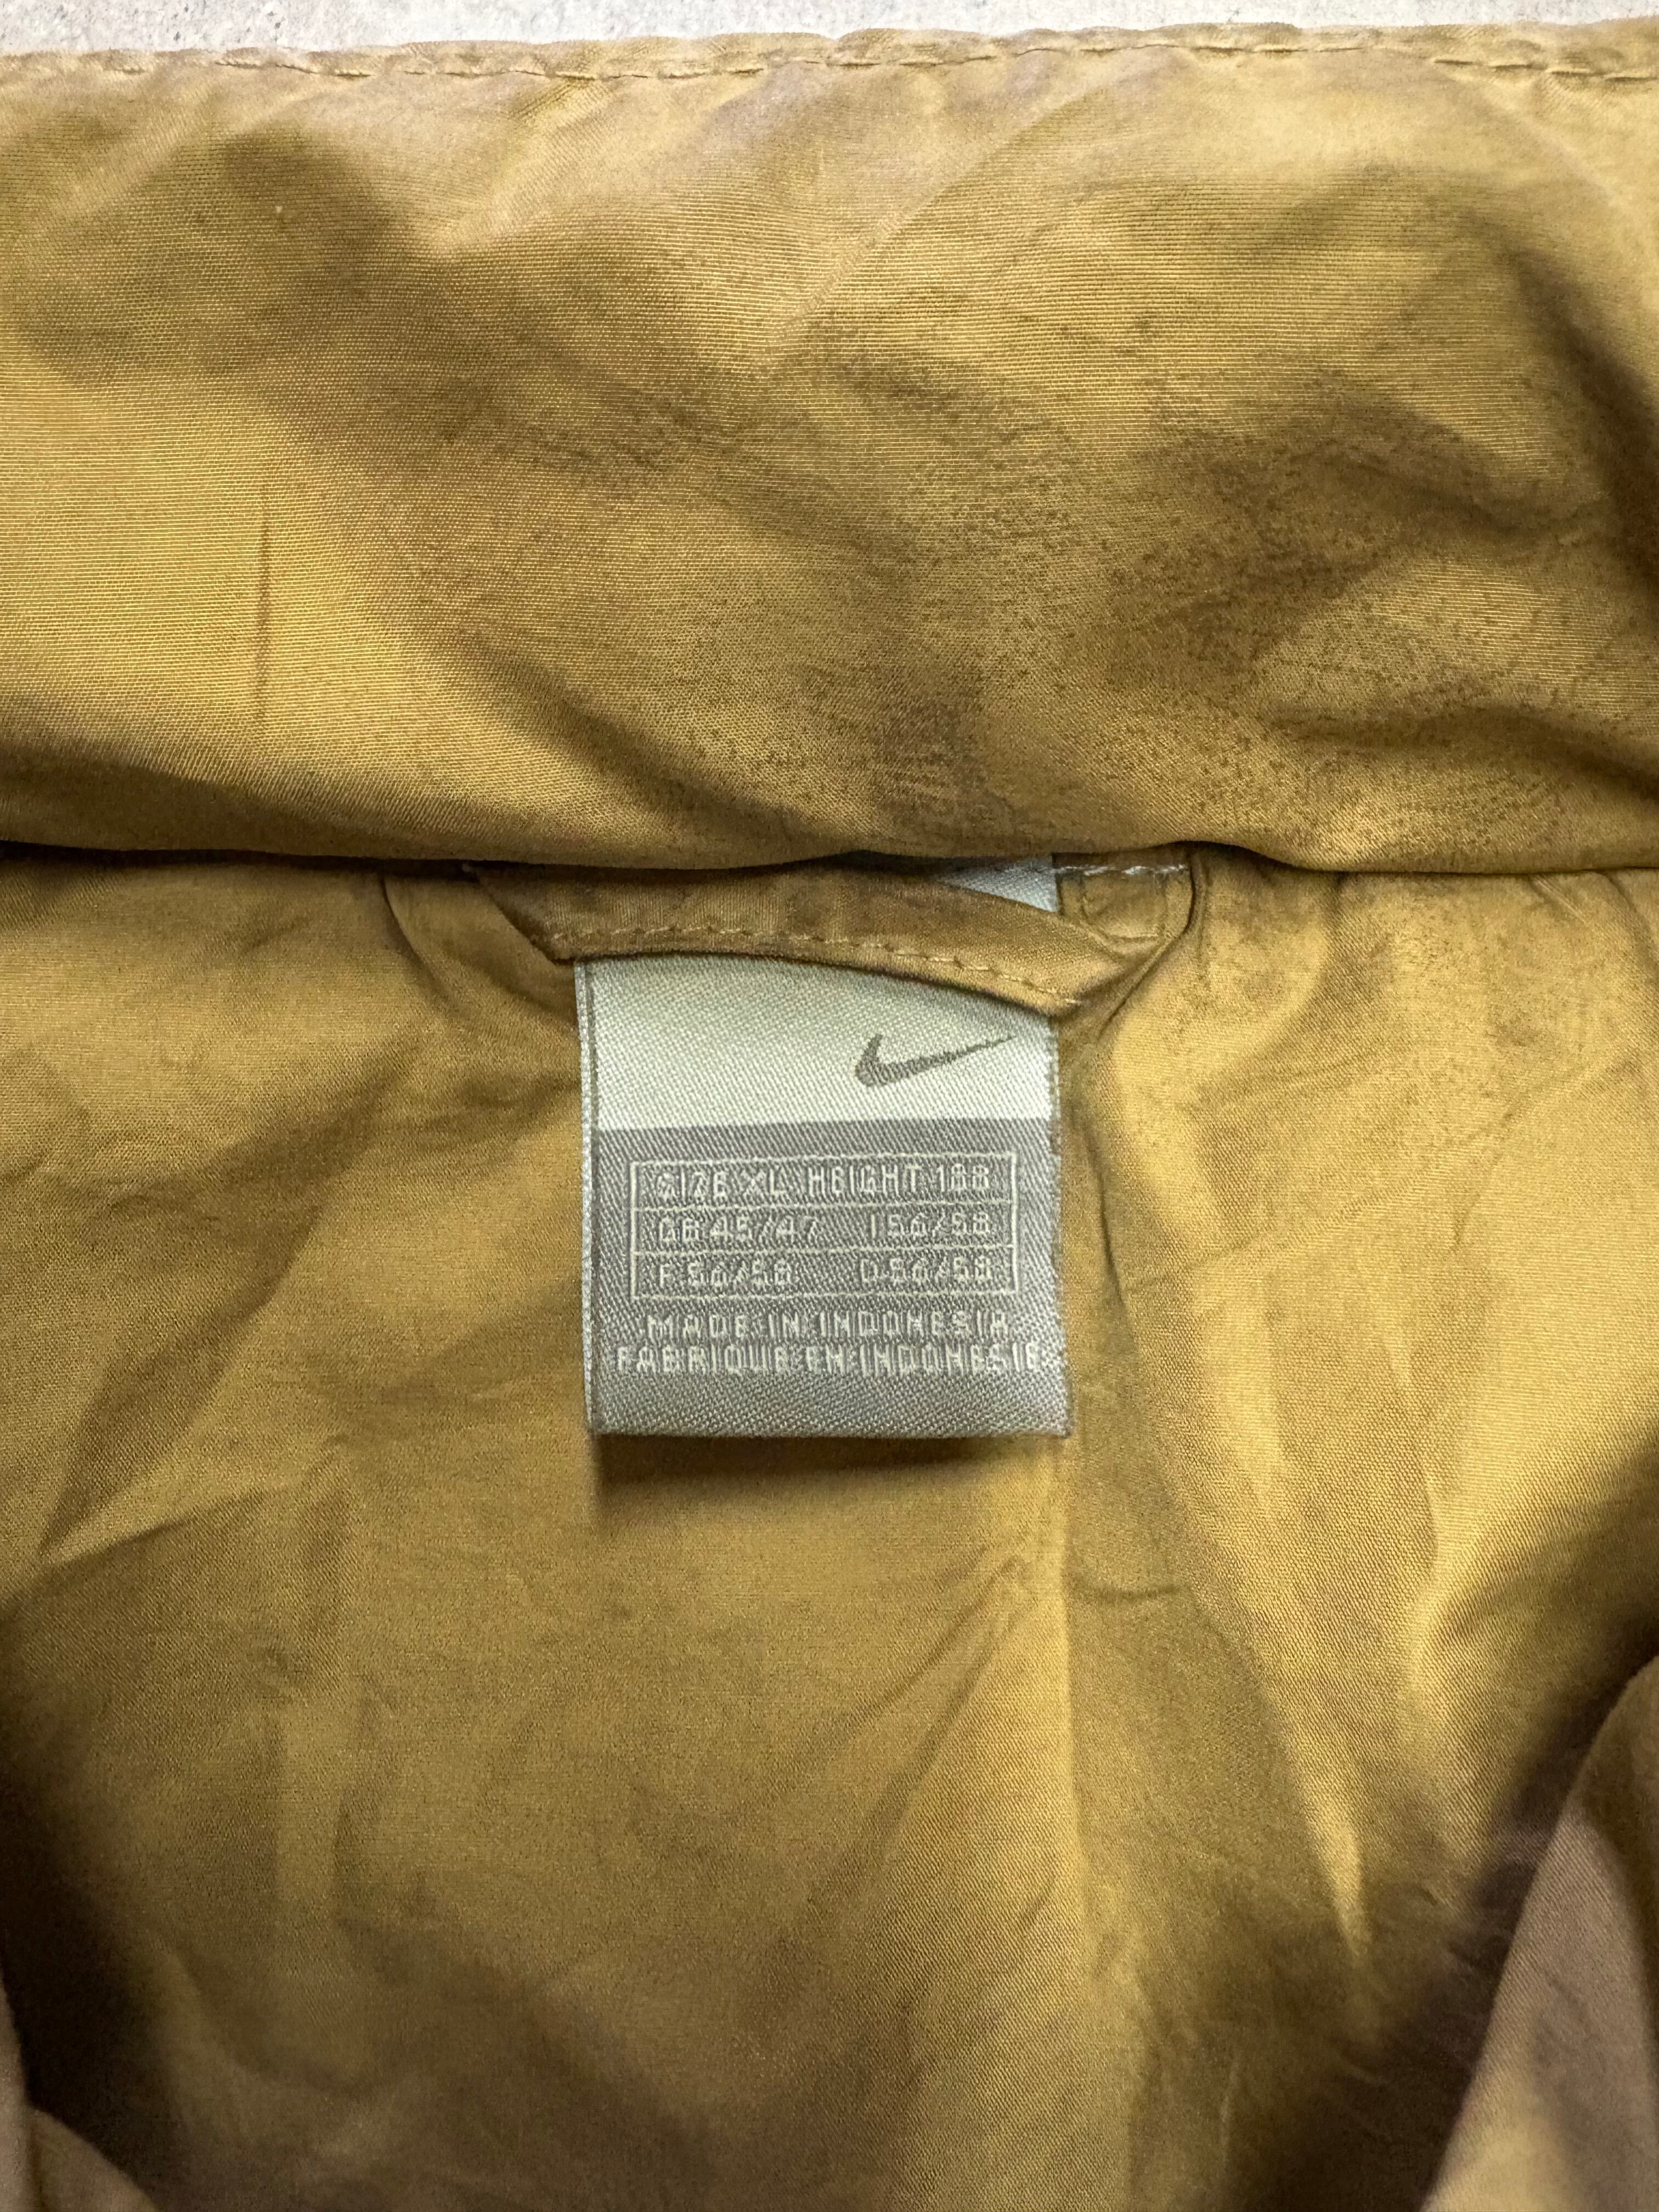 SIZE XL HEIGHT 188
GB 45/47 I 56/58
F 56/58 D 56/58
MADE IN INDONESIA
FABRIQUE EN INDONESIE